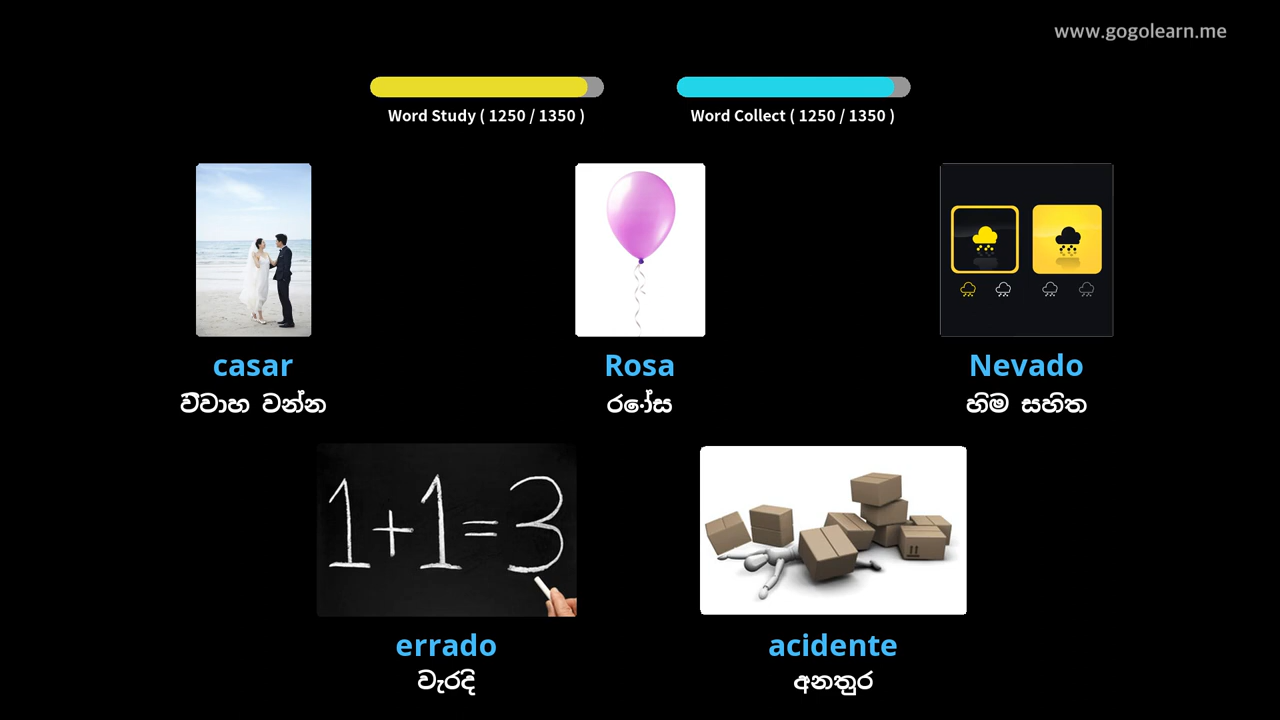 www.gogolearn.me
Word Study ( 1250 / 1350 )
Word Collect ( 1250 / 1350 )
casar
විවාහ වන්න
Rosa
රෝස
Nevado
හිම සහිත
1+1=3
errado
වැරදි
acidente
අනතුර